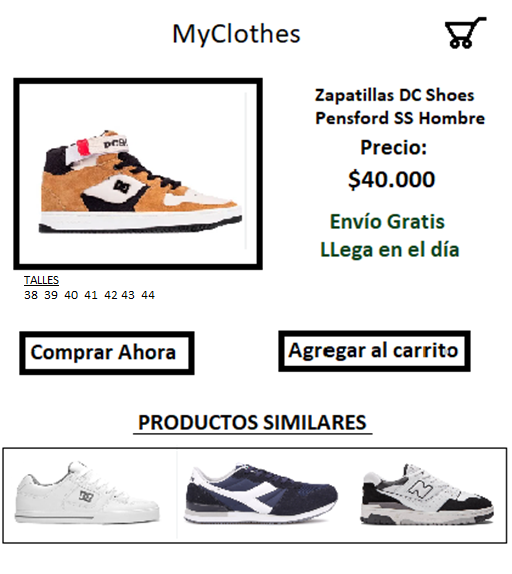 MyClothes
Zapatillas DC Shoes
Pensford SS Hombre
Precio:
$40.000
Envío Gratis
LLega en el día
TALLES
38 39 40 41 42 43 44
Comprar Ahora
Agregar al carrito
PRODUCTOS SIMILARES